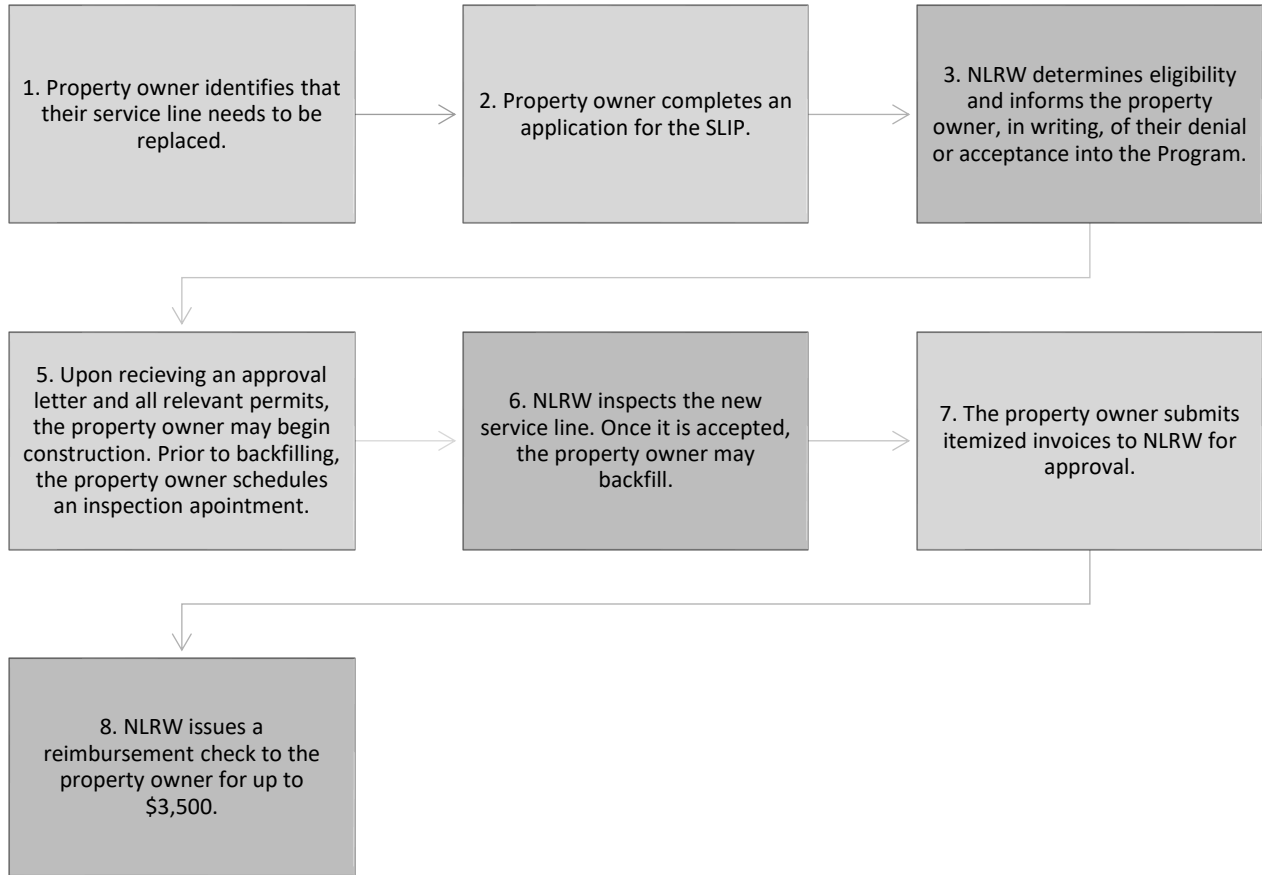 1. Property owner identifies that
their service line needs to be
replaced.
2. Property owner completes an
application for the SLIP.
3. NLRW determines eligibility
and informs the property
owner, in writing, of their denial
or acceptance into the Program.
5. Upon recieving an approval
letter and all relevant permits,
the property owner may begin
construction. Prior to backfilling,
the property owner schedules
an inspection apointment.
6. NLRW inspects the new
service line. Once it is accepted,
the property owner may
backfill.
7. The property owner submits
itemized invoices to NLRW for
approval.
8. NLRW issues a
reimbursement check to the
property owner for up to
$3,500.